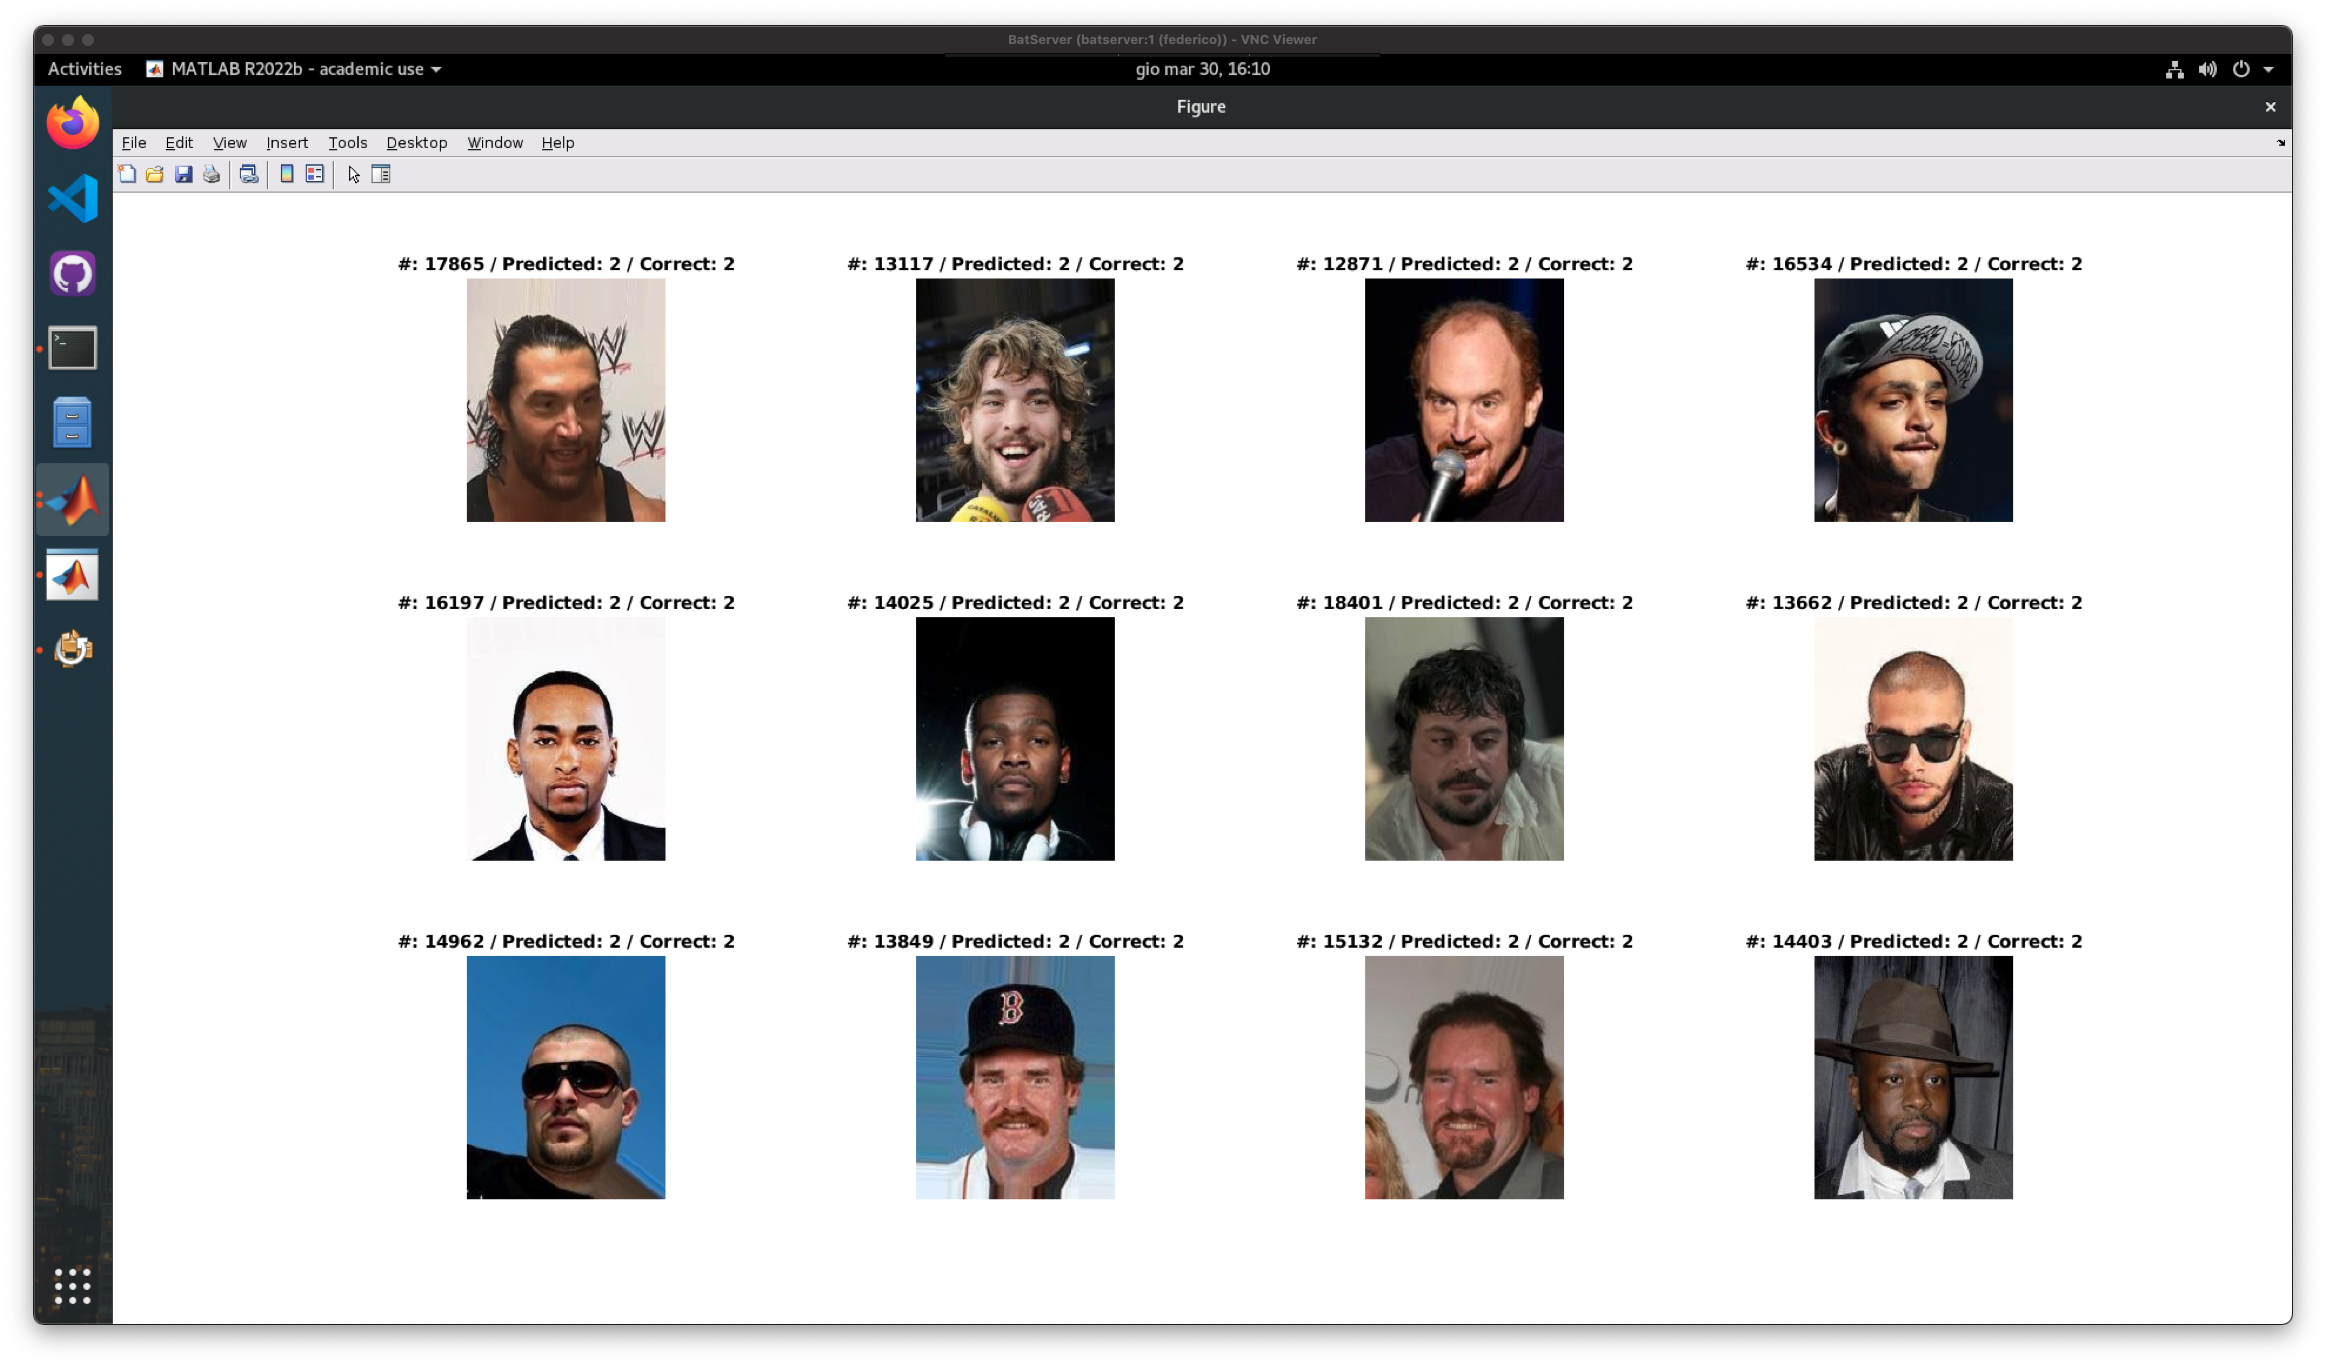 BatServer (batserver:1 (federico)) - VNC Viewer
Activities MATLAB R2022b - academic use gio mar 30, 16:10
Figure
File Edit View Insert Tools Desktop Window Help
#: 17865 / Predicted: 2 / Correct: 2 #: 13117 / Predicted: 2 / Correct: 2 #: 12871 / Predicted: 2 / Correct: 2 #: 16534 / Predicted: 2 / Correct: 2
#: 16197 / Predicted: 2 / Correct: 2 #: 14025 / Predicted: 2 / Correct: 2 #: 18401 / Predicted: 2 / Correct: 2 #: 13662 / Predicted: 2 / Correct: 2
#: 14962 / Predicted: 2 / Correct: 2 #: 13849 / Predicted: 2 / Correct: 2 #: 15132 / Predicted: 2 / Correct: 2 #: 14403 / Predicted: 2 / Correct: 2
B